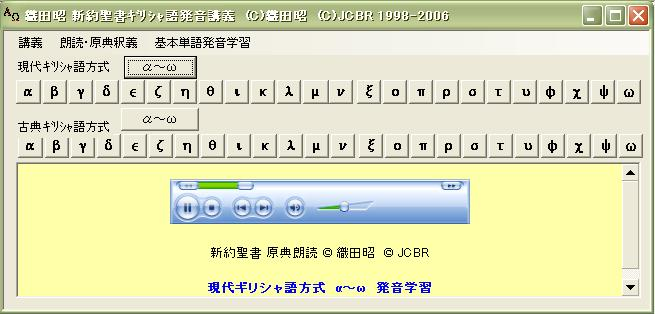 織田昭 新約聖書ギリシャ語発音講義 (C)織田昭 (C)JCBR 1998-2006
講義 朗読・原典釈義 基本単語発音学習
現代ギリシャ語方式 α～ω
α β γ δ ϵ ζ η θ ι κ λ μ ν ξ ο π ρ σ τ υ φ χ ψ ω
古典ギリシャ語方式 α～ω
α β γ δ ϵ ζ η θ ι κ λ μ ν ξ ο π ρ σ τ υ φ χ ψ ω
新約聖書 原典朗読 © 織田昭 © JCBR
現代ギリシャ語方式 α～ω 発音学習